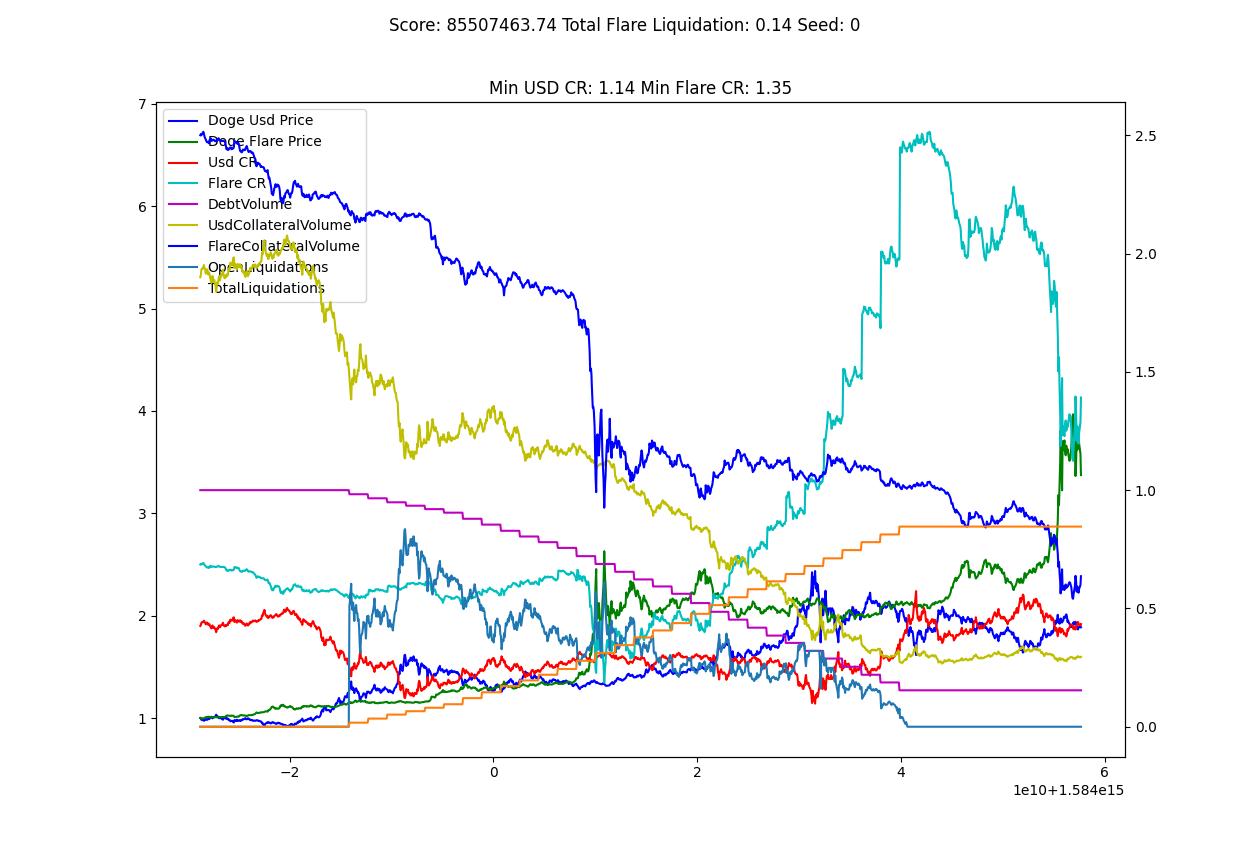 Score: 85507463.74 Total Flare Liquidation: 0.14 Seed: 0
Min USD CR: 1.14 Min Flare CR: 1.35
Doge Usd Price
Doge Flare Price
Usd CR
Flare CR
DebtVolume
UsdCollateralVolume
FlareCollateralVolume
OpenLiquidations
TotalLiquidations
7
6
5
4
3
2
1
2.5
2.0
1.5
1.0
0.5
0.0
−2 0 2 4 6
1e10+1.584e15